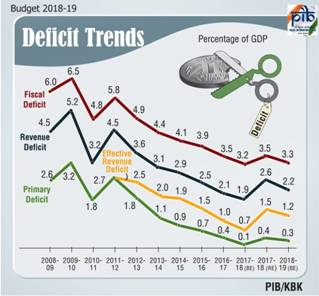 Budget 2018-19
pib
Deficit Trends
Percentage of GDP
Deficit
Fiscal
Deficit
6.0 6.5 4.8 5.8 4.9 4.4 4.1 3.9 3.5 3.2 3.5 3.3
Revenue
Deficit
4.5 5.2 3.2 4.5 3.6 3.1 2.9 2.5 2.1 1.9 2.6 2.2
Effective
Revenue
Deficit
2.5 2.0 1.9 1.5 1.0 0.7 1.5 1.2
Primary
Deficit
2.6 3.2 1.8 2.7 1.8 1.1 0.9 0.7 0.4 0.1 0.4 0.3
2008-09 2009-10 2010-11 2011-12 2012-13 2013-14 2014-15 2015-16 2016-17 2017-18 (BE) 2017-18 (RE) 2018-19 (BE)
PIB/KBK